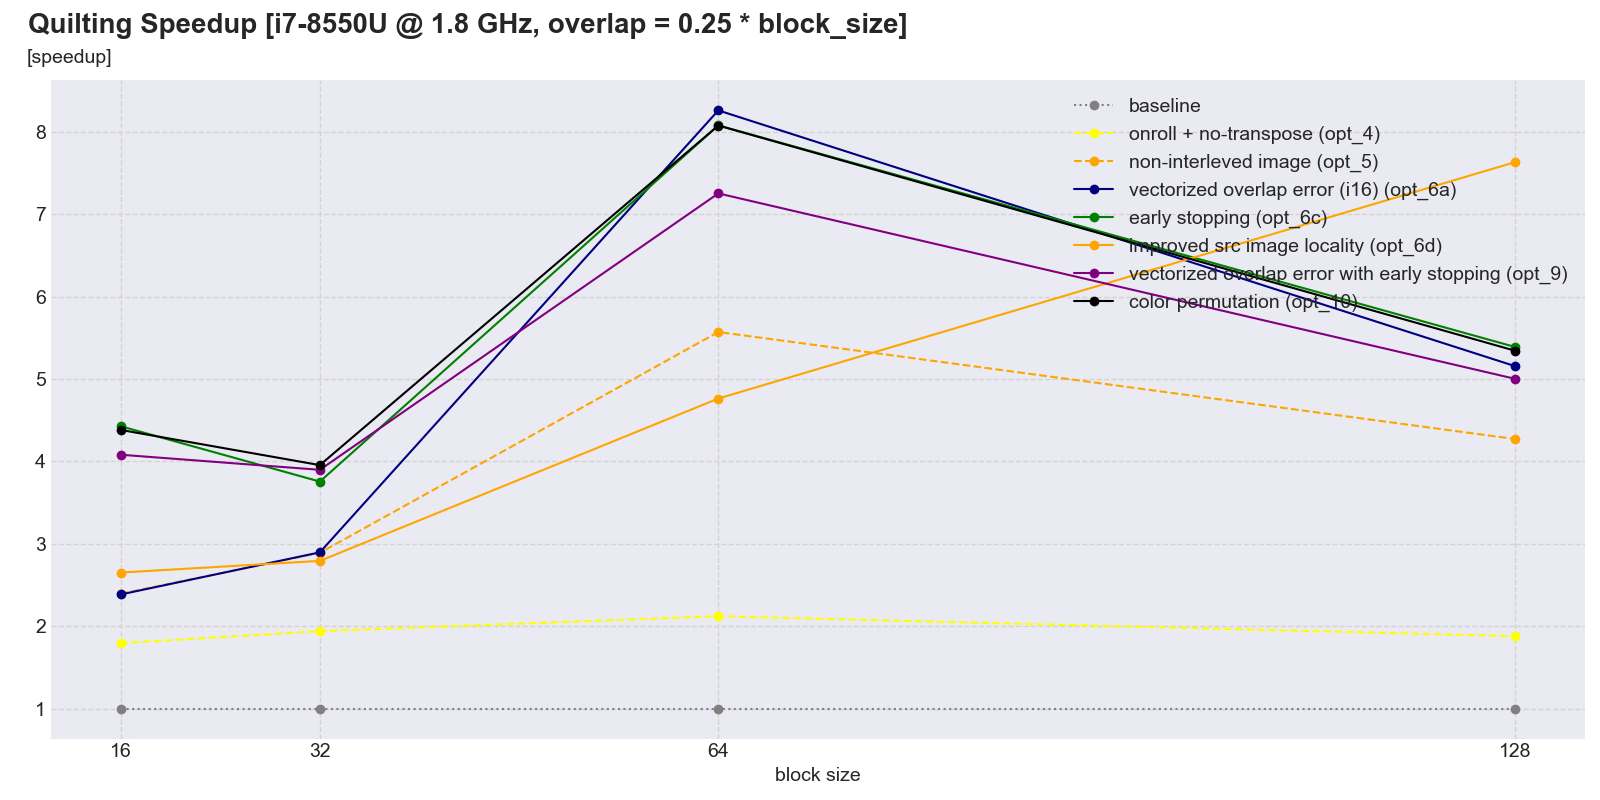 Quilting Speedup [i7-8550U @ 1.8 GHz, overlap = 0.25 * block_size]
[speedup]
baseline
onroll + no-transpose (opt_4)
non-interleved image (opt_5)
vectorized overlap error (i16) (opt_6a)
early stopping (opt_6c)
improved src image locality (opt_6d)
vectorized overlap error with early stopping (opt_9)
color permutation (opt_10)
8
7
6
5
4
3
2
1
16 32 64 128
block size